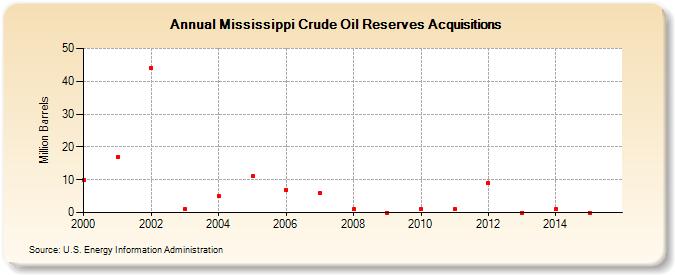 Annual Mississippi Crude Oil Reserves Acquisitions
Million Barrels
50
40
30
20
10
0
2000 2002 2004 2006 2008 2010 2012 2014
Source: U.S. Energy Information Administration